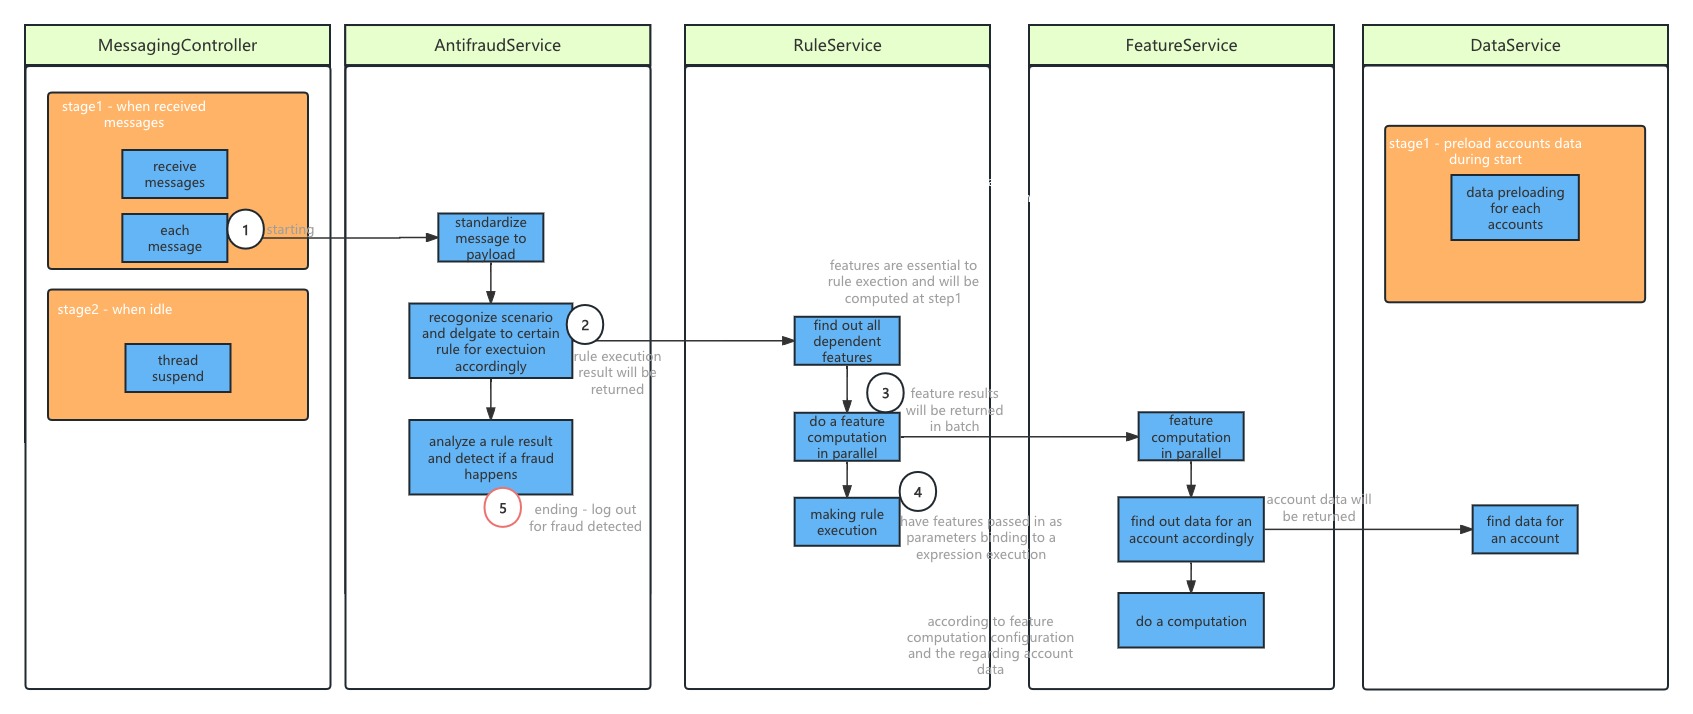 MessagingController
stage1 - when received
messages
receive
messages
each
message
1
starting
stage2 - when idle
thread
suspend
AntifraudService
standardize
message to
payload
recogonize scenario
and delgate to certain
rule for exectuion
accordingly
2
rule execution
result will be
returned
analyze a rule result
and detect if a fraud
happens
5
ending - log out
for fraud detected
RuleService
features are essential to
rule exection and will be
computed at step1
find out all
dependent
features
3
feature results
will be returned
in batch
do a feature
computation
in parallel
4
making rule
execution
have features passed in as
parameters binding to a
expression execution
according to feature
computation configuration
and the regarding account
data
FeatureService
feature
computation
in parallel
find out data for an
account accordingly
account data will
be returned
do a computation
DataService
stage1 - preload accounts data
during start
data preloading
for each
accounts
find data for
an account